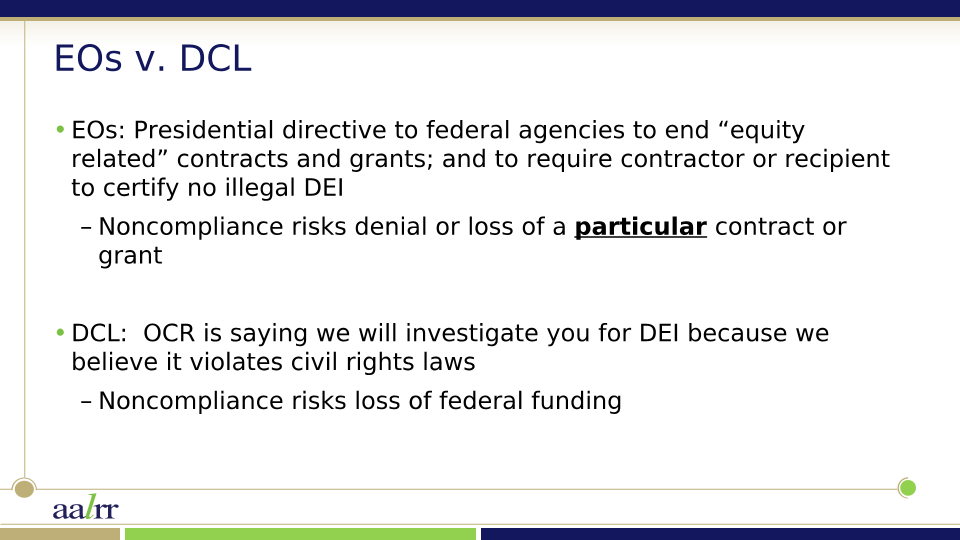 EOs v. DCL
• EOs: Presidential directive to federal agencies to end “equity
related” contracts and grants; and to require contractor or recipient
to certify no illegal DEI
– Noncompliance risks denial or loss of a particular contract or
grant
• DCL:  OCR is saying we will investigate you for DEI because we
believe it violates civil rights laws
– Noncompliance risks loss of federal funding
aalrr